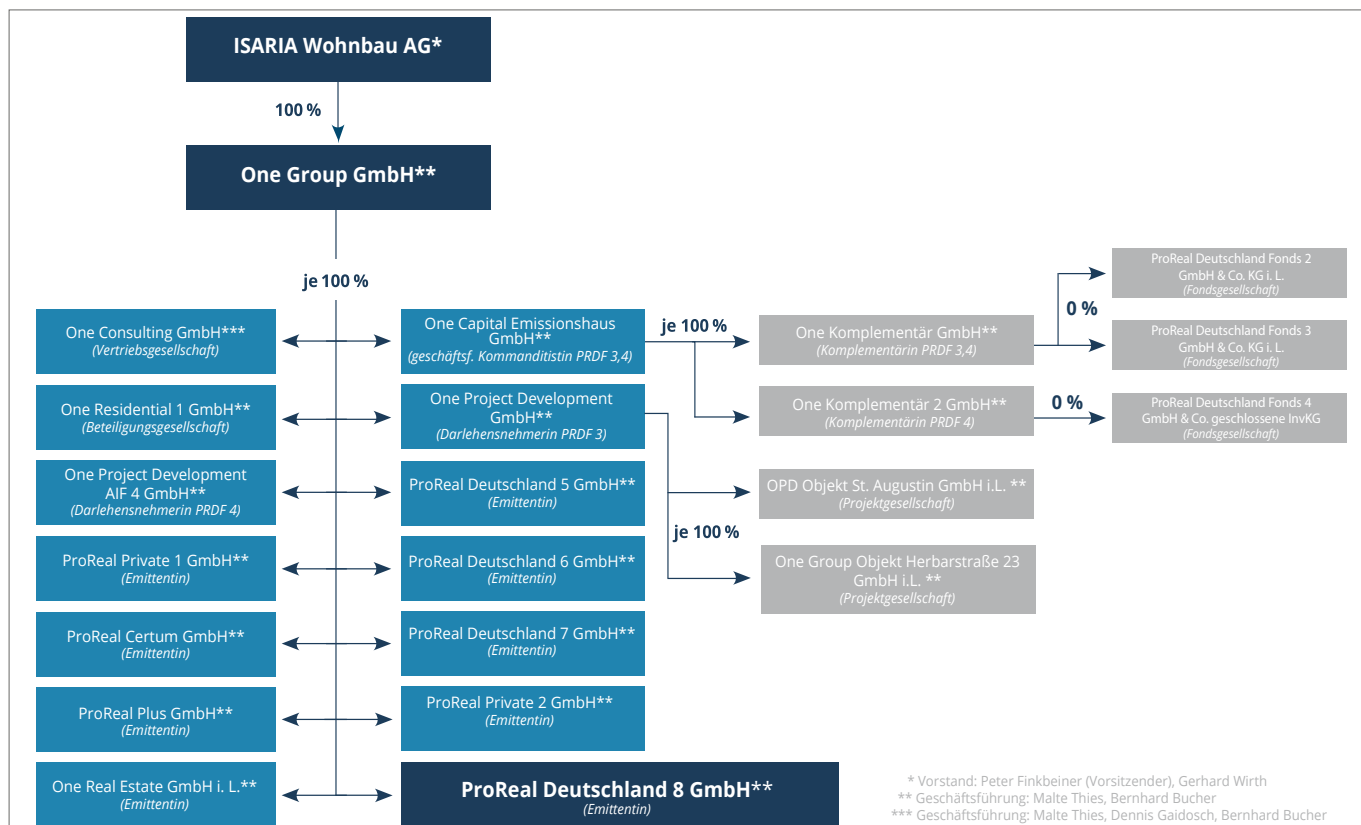 ISARIA Wohnbau AG*
100 %
One Group GmbH**
je 100 %
One Consulting GmbH***
(Vertriebsgesellschaft)
One Capital Emissionshaus
GmbH**
(geschäftsf. Kommanditistin PRDF 3,4)
je 100 %
One Komplementär GmbH**
(Komplementärin PRDF 3,4)
ProReal Deutschland Fonds 2
GmbH & Co. KG i. L.
(Fondsgesellschaft)
0 %
ProReal Deutschland Fonds 3
GmbH & Co. KG i. L.
(Fondsgesellschaft)
One Residential 1 GmbH**
(Beteiligungsgesellschaft)
One Project Development
GmbH**
(Darlehensnehmerin PRDF 3)
One Komplementär 2 GmbH**
(Komplementärin PRDF 4)
0 %
ProReal Deutschland Fonds 4
GmbH & Co. geschlossene InvKG
(Fondsgesellschaft)
One Project Development
AIF 4 GmbH**
(Darlehensnehmerin PRDF 4)
ProReal Deutschland 5 GmbH**
(Emittentin)
OPD Objekt St. Augustin GmbH i.L. **
(Projektgesellschaft)
je 100 %
ProReal Private 1 GmbH**
(Emittentin)
ProReal Deutschland 6 GmbH**
(Emittentin)
One Group Objekt Herbarstraße 23
GmbH i.L. **
(Projektgesellschaft)
ProReal Certum GmbH**
(Emittentin)
ProReal Deutschland 7 GmbH**
(Emittentin)
ProReal Plus GmbH**
(Emittentin)
ProReal Private 2 GmbH**
(Emittentin)
One Real Estate GmbH i. L.**
(Emittentin)
ProReal Deutschland 8 GmbH**
(Emittentin)
* Vorstand: Peter Finkbeiner (Vorsitzender), Gerhard Wirth
** Geschäftsführung: Malte Thies, Bernhard Bucher
*** Geschäftsführung: Malte Thies, Dennis Gaidosch, Bernhard Bucher